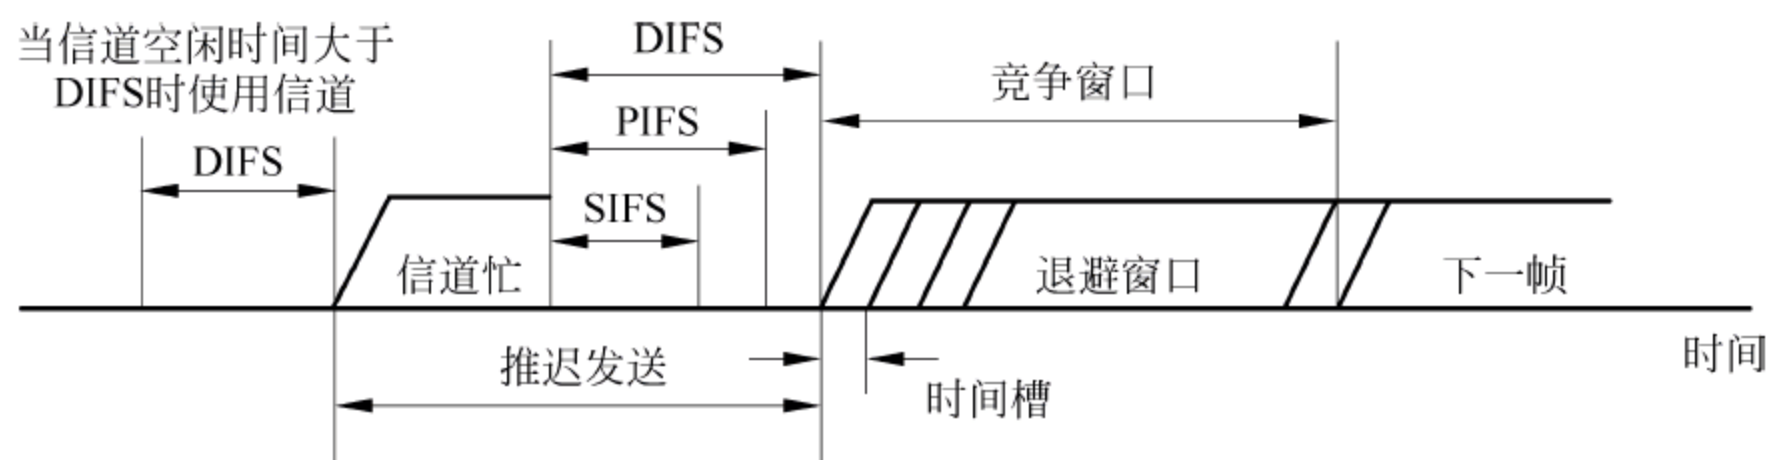 当信道空闲时间大于
DIFS时使用信道
DIFS
DIFS
PIFS
SIFS
竞争窗口
信道忙
退避窗口
下一帧
时间
推迟发送
时间槽